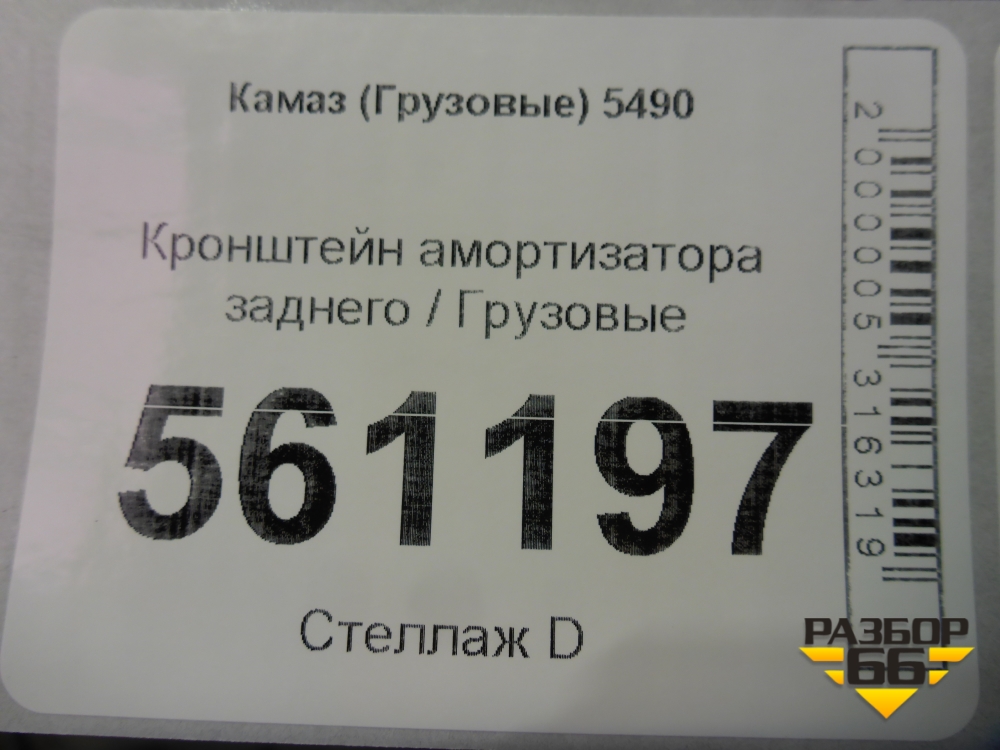 Камаз (Грузовые) 5490
Кронштейн амортизатора
заднего / Грузовые
561197
Стеллаж D
2000005316319
РАЗБОР
66